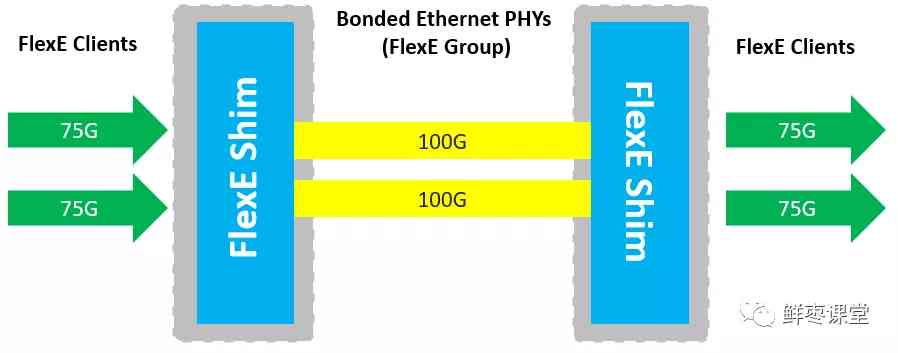 Bonded Ethernet PHYs
(FlexE Group)
FlexE Clients
FlexE Clients
75G
75G
FlexE Shim
100G
100G
FlexE Shim
75G
75G
鲜枣课堂